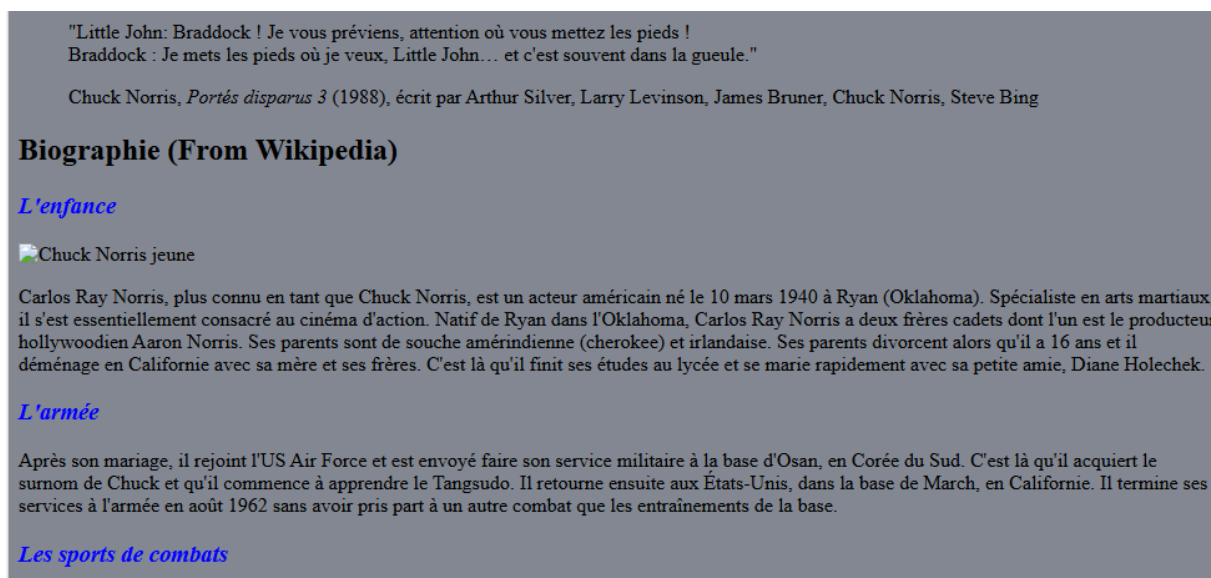 "Little John: Braddock ! Je vous préviens, attention où vous mettez les pieds !
Braddock : Je mets les pieds où je veux, Little John… et c'est souvent dans la gueule."
Chuck Norris, Portés disparus 3 (1988), écrit par Arthur Silver, Larry Levinson, James Bruner, Chuck Norris, Steve Bing
Biographie (From Wikipedia)
L'enfance
Chuck Norris jeune
Carlos Ray Norris, plus connu en tant que Chuck Norris, est un acteur américain né le 10 mars 1940 à Ryan (Oklahoma). Spécialiste en arts martiaux,
il s'est essentiellement consacré au cinéma d'action. Natif de Ryan dans l'Oklahoma, Carlos Ray Norris a deux frères cadets dont l'un est le producteur
hollywoodien Aaron Norris. Ses parents sont de souche amérindienne (cherokee) et irlandaise. Ses parents divorcent alors qu'il a 16 ans et il
déménage en Californie avec sa mère et ses frères. C'est là qu'il finit ses études au lycée et se marie rapidement avec sa petite amie, Diane Holechek.
L'armée
Après son mariage, il rejoint l'US Air Force et est envoyé faire son service militaire à la base d'Osan, en Corée du Sud. C'est là qu'il acquiert le
surnom de Chuck et qu'il commence à apprendre le Tangsudo. Il retourne ensuite aux États-Unis, dans la base de March, en Californie. Il termine ses
services à l'armée en août 1962 sans avoir pris part à un autre combat que les entraînements de la base.
Les sports de combats